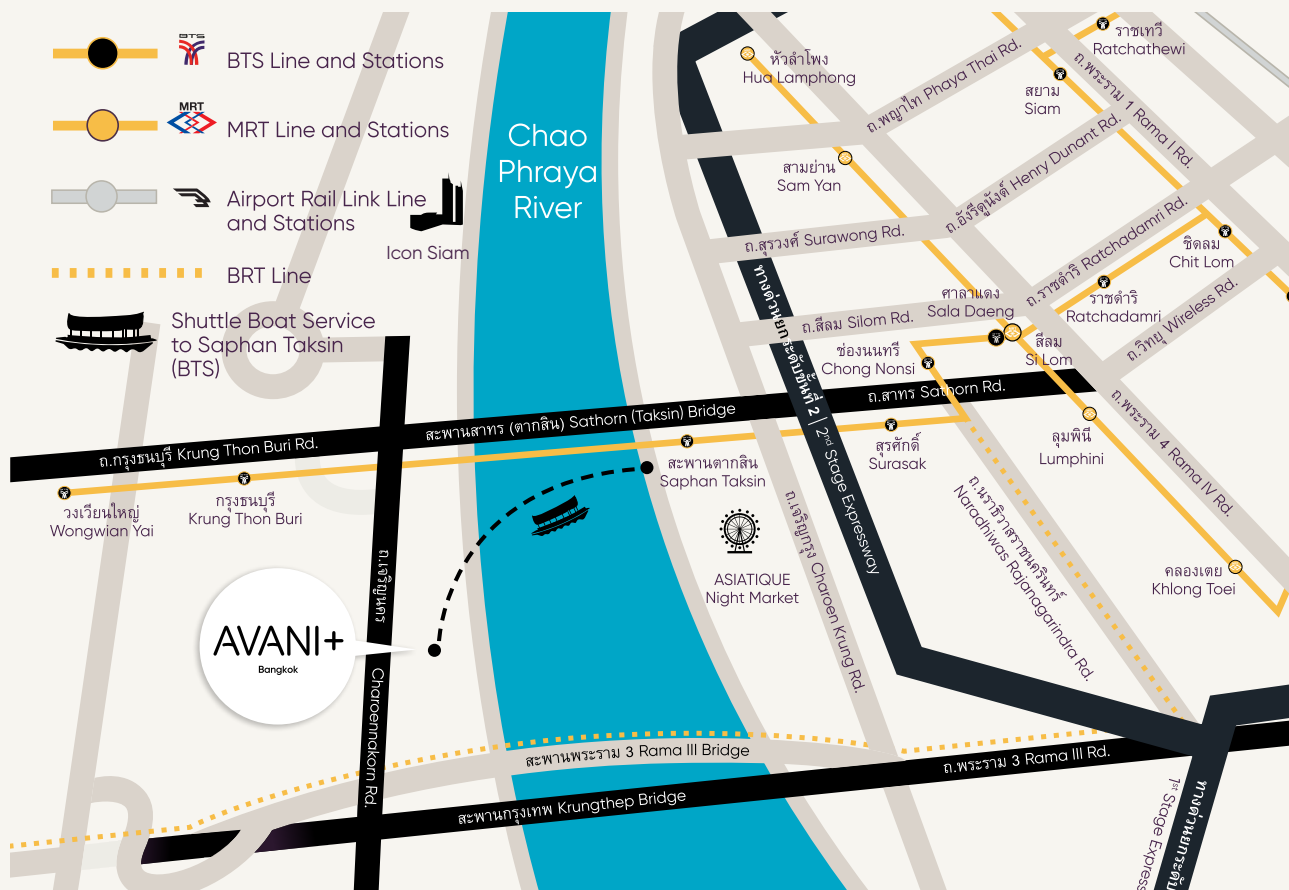 BTS
BTS Line and Stations
MRT
MRT Line and Stations
Airport Rail Link Line
and Stations
BRT Line
Shuttle Boat Service
to Saphan Taksin
(BTS)
Icon Siam
Chao
Phraya
River
หัวลำโพง
Hua Lamphong
ราชเทวี
Ratchathewi
สยาม
Siam
ถ.พญาไท Phaya Thai Rd.
ถ.พระราม 1 Rama I Rd.
สามย่าน
Sam Yan
ถ.อังรีดูนังต์ Henry Dunant Rd.
ถ.สุรวงศ์ Surawong Rd.
ถ.ราชดำริ Ratchadamri Rd.
ชิดลม
Chit Lom
ราชดำริ
Ratchadamri
ศาลาแดง
Sala Daeng
ถ.สีลม Silom Rd.
สีลม
Si Lom
ถ.วิทยุ Wireless Rd.
ช่องนนทรี
Chong Nonsi
ทางด่วนยกระดับขั้นที่ 2 | 2nd Stage Expressway
ถ.สาทร Sathorn Rd.
สะพานสาทร (ตากสิน) Sathorn (Taksin) Bridge
ถ.กรุงธนบุรี Krung Thon Buri Rd.
ถ.พระราม 4 Rama IV Rd.
สุรศักดิ์
Surasak
ลุมพินี
Lumphini
สะพานตากสิน
Saphan Taksin
วงเวียนใหญ่
Wongwian Yai
กรุงธนบุรี
Krung Thon Buri
ถ.เจริญกรุง Charoen Krung Rd.
ถ.นราธิวาสราชนครินทร์
Naradhiwas Rajanagarindra Rd.
ASIATIQUE
Night Market
คลองเตย
Khlong Toei
ถ.เจริญนคร Charoennakorn Rd.
AVANI+
Bangkok
สะพานพระราม 3 Rama III Bridge
ถ.พระราม 3 Rama III Rd.
สะพานกรุงเทพ Krungthep Bridge
1st Stage